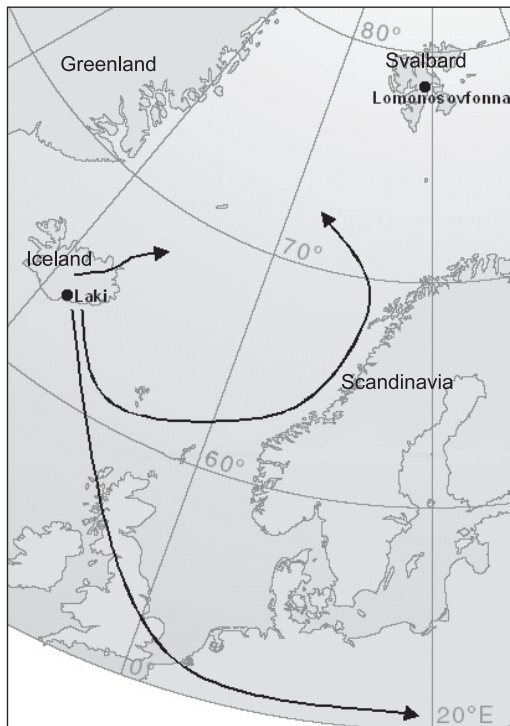 80°
Greenland
Svalbard
Lomonosovfonna
70°
Iceland
Laki
Scandinavia
60°
0°
20°E